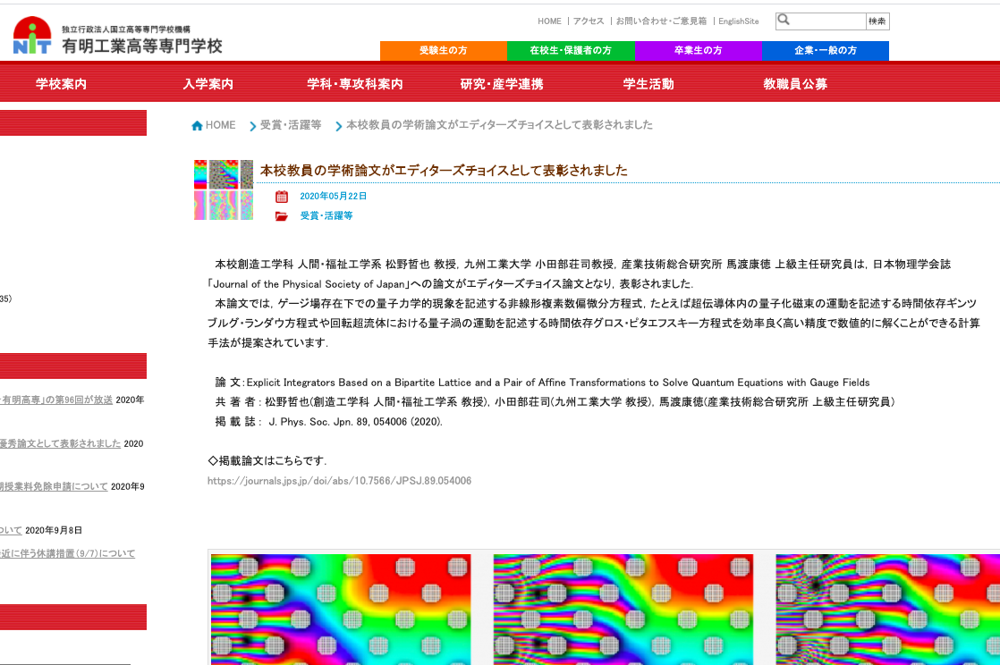 HOME | アクセス | お問い合わせ・ご意見箱 | EnglishSite
検索
独立行政法人国立高等専門学校機構
NIT 有明工業高等専門学校
受験生の方 在校生・保護者の方 卒業生の方 企業・一般の方
学校案内 入学案内 学科・専攻科案内 研究・産学連携 学生活動 教職員公募
HOME 受賞・活躍等 本校教員の学術論文がエディターズチョイスとして表彰されました
本校教員の学術論文がエディターズチョイスとして表彰されました
2020年05月22日
受賞・活躍等
本校創造工学科 人間・福祉工学系 松野哲也 教授, 九州工業大学 小田部荘司教授, 産業技術総合研究所 馬渡康徳 上級主任研究員は, 日本物理学会誌
「Journal of the Physical Society of Japan」への論文がエディターズチョイス論文となり, 表彰されました.
本論文では, ゲージ場存在下での量子力学的現象を記述する非線形複素数偏微分方程式, たとえば超伝導体内の量子化磁束の運動を記述する時間依存ギンツ
ブルグ・ランダウ方程式や回転超流体における量子渦の運動を記述する時間依存グロス・ピタエフスキー方程式を効率良く高い精度で数値的に解くことができる計算
手法が提案されています.
論 文：Explicit Integrators Based on a Bipartite Lattice and a Pair of Affine Transformations to Solve Quantum Equations with Gauge Fields
共 著 者：松野哲也(創造工学科 人間・福祉工学系 教授), 小田部荘司(九州工業大学 教授), 馬渡康徳(産業技術総合研究所 上級主任研究員)
掲 載 誌： J. Phys. Soc. Jpn. 89, 054006 (2020).
◇掲載論文はこちらです.
https://journals.jps.jp/doi/abs/10.7566/JPSJ.89.054006
35）
有明高専」の第96回が放送 2020年
優秀論文として表彰されました 2020
期授業料免除申請について 2020年9
ついて 2020年9月8日
近に伴う休講措置（9/7）について